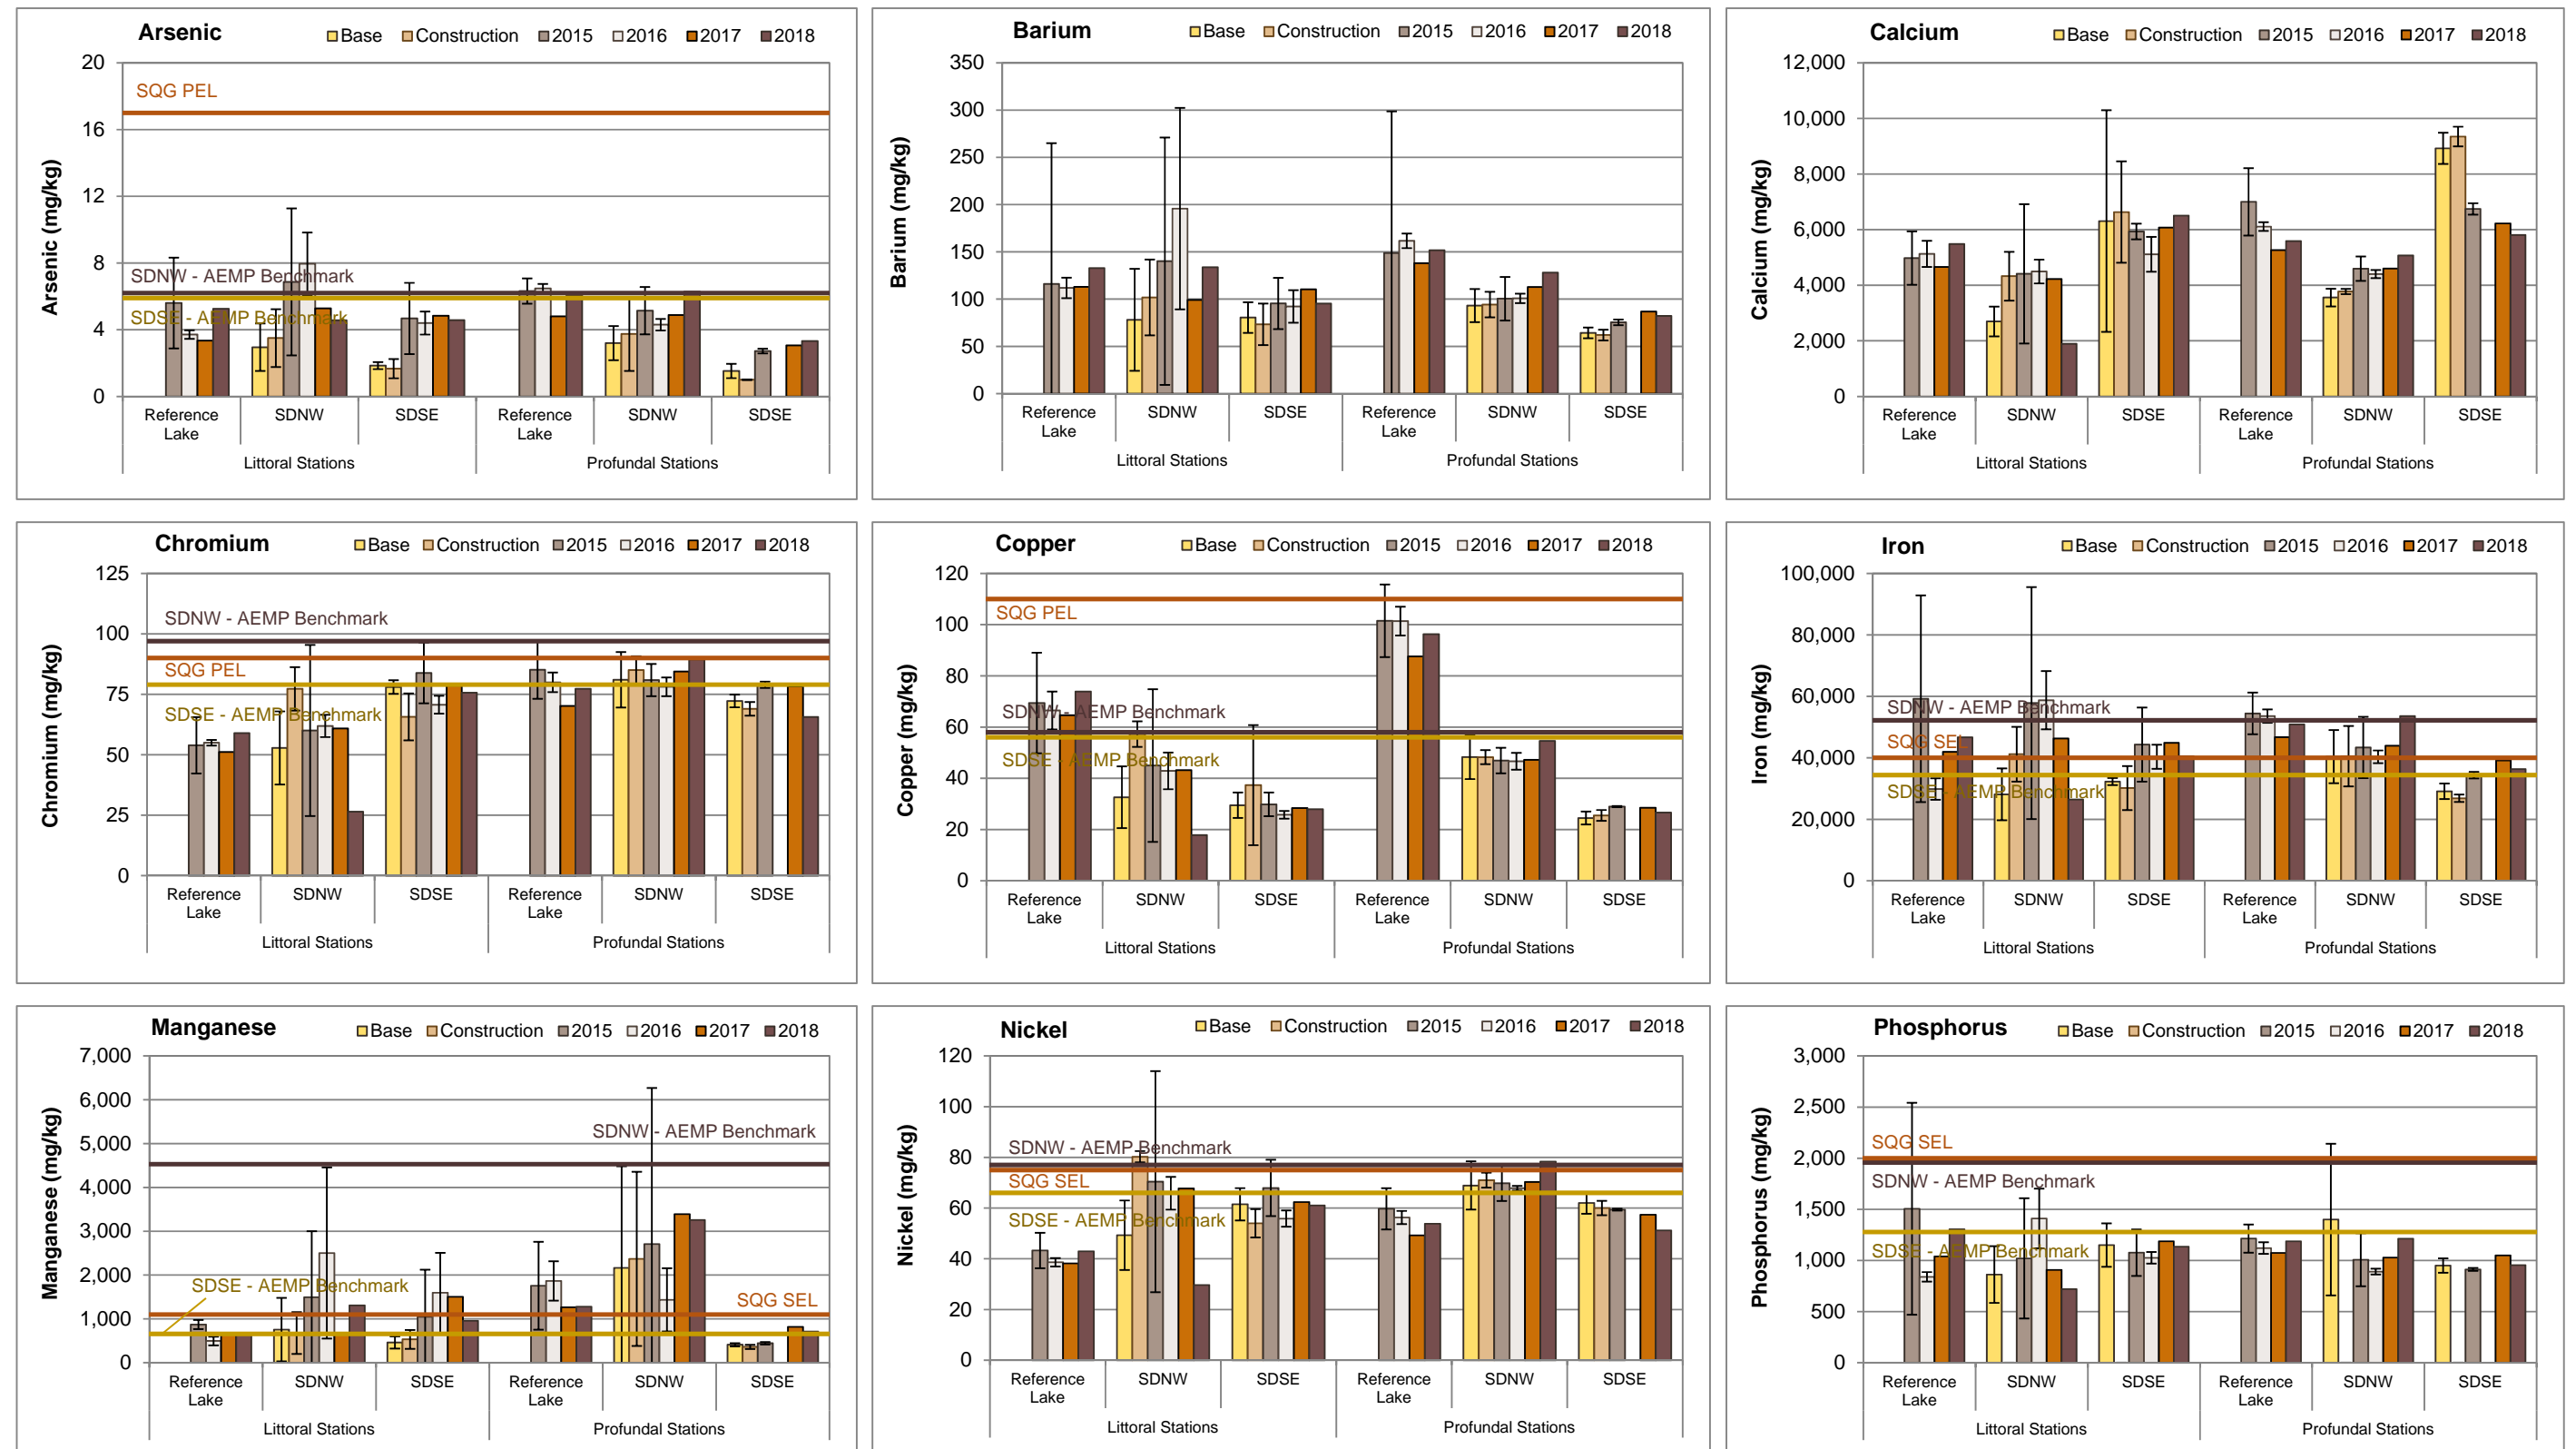 Arsenic
Base Construction 2015 2016 2017 2018
Arsenic (mg/kg)
20
16
12
8
4
0
SQG PEL
SDNW - AEMP Benchmark
SDSE - AEMP Benchmark
Reference Lake SDNW SDSE Reference Lake SDNW SDSE
Littoral Stations Profundal Stations
Barium
Base Construction 2015 2016 2017 2018
Barium (mg/kg)
350
300
250
200
150
100
50
0
Reference Lake SDNW SDSE Reference Lake SDNW SDSE
Littoral Stations Profundal Stations
Calcium
Base Construction 2015 2016 2017 2018
Calcium (mg/kg)
12,000
10,000
8,000
6,000
4,000
2,000
0
Reference Lake SDNW SDSE Reference Lake SDNW SDSE
Littoral Stations Profundal Stations
Chromium
Base Construction 2015 2016 2017 2018
Chromium (mg/kg)
125
100
75
50
25
0
SDNW - AEMP Benchmark
SQG PEL
SDSE - AEMP Benchmark
Reference Lake SDNW SDSE Reference Lake SDNW SDSE
Littoral Stations Profundal Stations
Copper
Base Construction 2015 2016 2017 2018
Copper (mg/kg)
120
100
80
60
40
20
0
SQG PEL
SDNW - AEMP Benchmark
SDSE - AEMP Benchmark
Reference Lake SDNW SDSE Reference Lake SDNW SDSE
Littoral Stations Profundal Stations
Iron
Base Construction 2015 2016 2017 2018
Iron (mg/kg)
100,000
80,000
60,000
40,000
20,000
0
SDNW - AEMP Benchmark
SQG SEL
SDSE - AEMP Benchmark
Reference Lake SDNW SDSE Reference Lake SDNW SDSE
Littoral Stations Profundal Stations
Manganese
Base Construction 2015 2016 2017 2018
Manganese (mg/kg)
7,000
6,000
5,000
4,000
3,000
2,000
1,000
0
SDNW - AEMP Benchmark
SDSE - AEMP Benchmark
SQG SEL
Reference Lake SDNW SDSE Reference Lake SDNW SDSE
Littoral Stations Profundal Stations
Nickel
Base Construction 2015 2016 2017 2018
Nickel (mg/kg)
120
100
80
60
40
20
0
SDNW - AEMP Benchmark
SQG SEL
SDSE - AEMP Benchmark
Reference Lake SDNW SDSE Reference Lake SDNW SDSE
Littoral Stations Profundal Stations
Phosphorus
Base Construction 2015 2016 2017 2018
Phosphorus (mg/kg)
3,000
2,500
2,000
1,500
1,000
500
0
SQG SEL
SDNW - AEMP Benchmark
SDSE - AEMP Benchmark
Reference Lake SDNW SDSE Reference Lake SDNW SDSE
Littoral Stations Profundal Stations